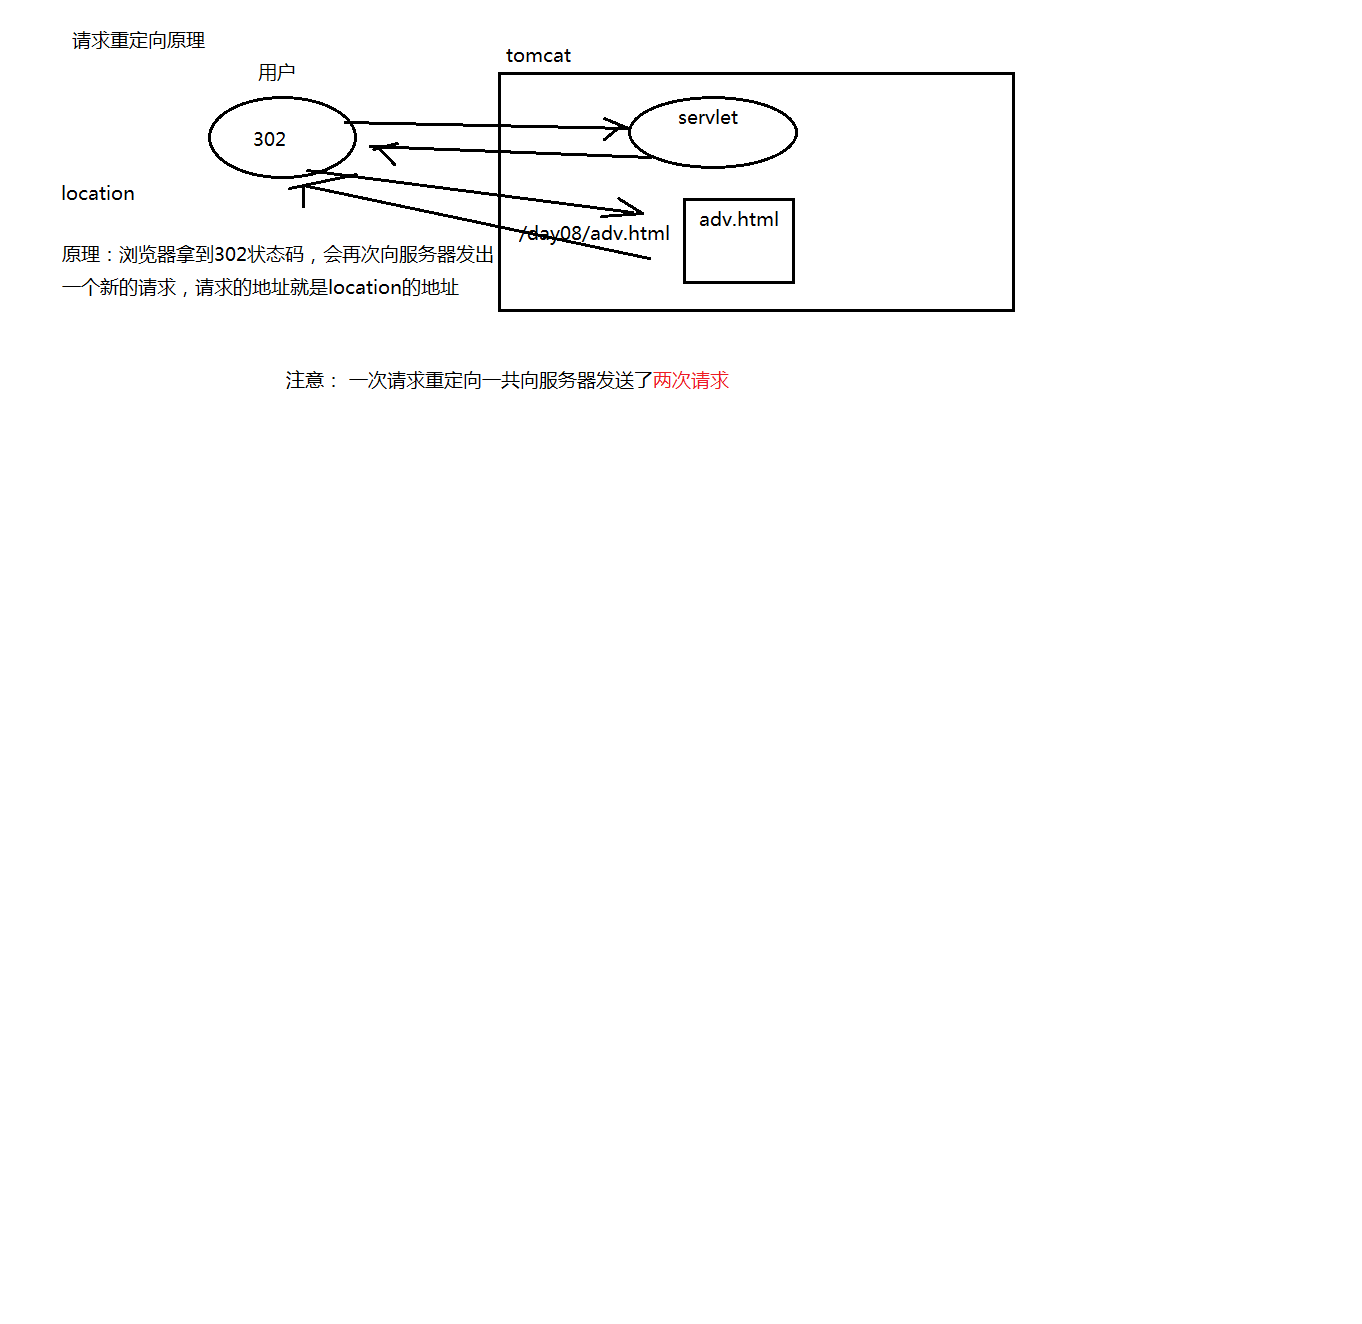 请求重定向原理
用户
tomcat
302
servlet
location
adv.html
/day08/adv.html
原理：浏览器拿到302状态码，会再次向服务器发出
一个新的请求，请求的地址就是location的地址
注意： 一次请求重定向一共向服务器发送了两次请求